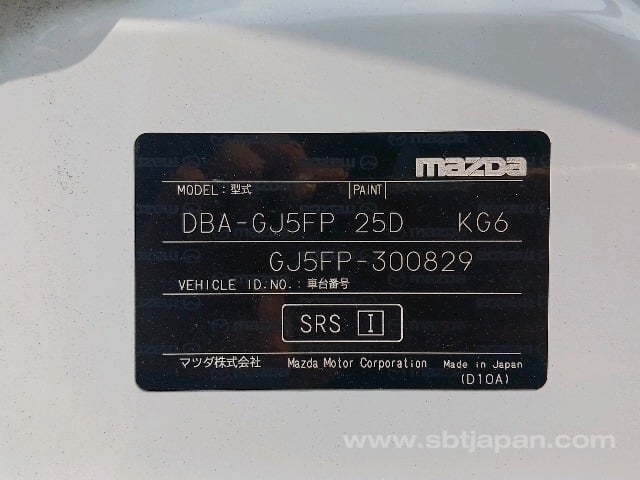 mazda
MODEL: 型式 PAINT
DBA-GJ5FP 25D KG6
GJ5FP-300829
VEHICLE ID.NO.: 車台番号
SRS I
マツダ株式会社 Mazda Motor Corporation Made in Japan
(D10A)
www.sbtjapan.com